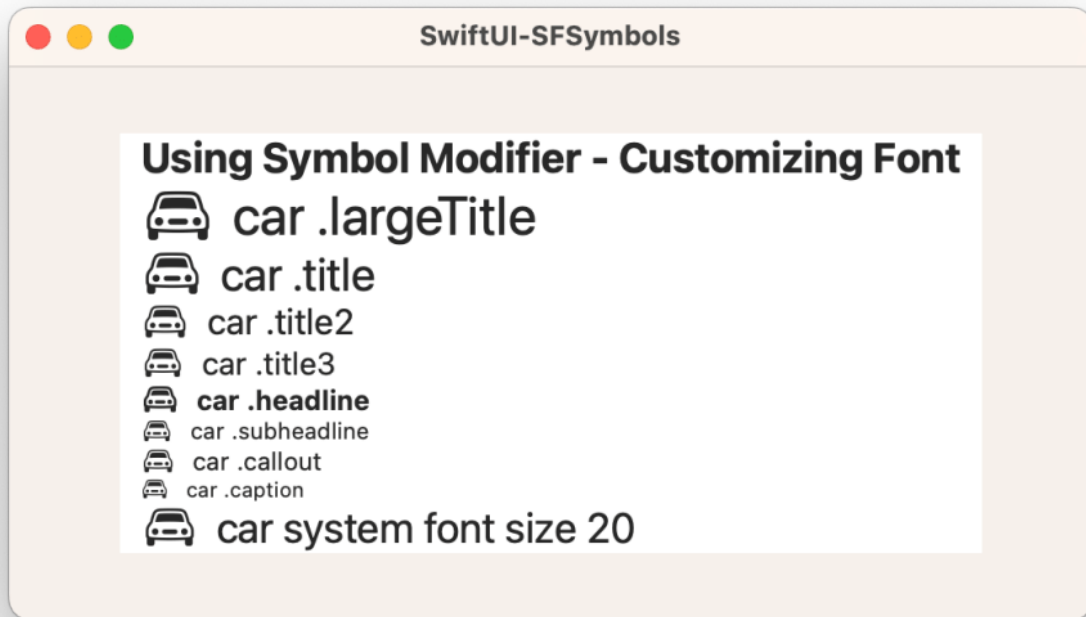 SwiftUI-SFSymbols
Using Symbol Modifier - Customizing Font
car .largeTitle
car .title
car .title2
car .title3
car .headline
car .subheadline
car .callout
car .caption
car system font size 20